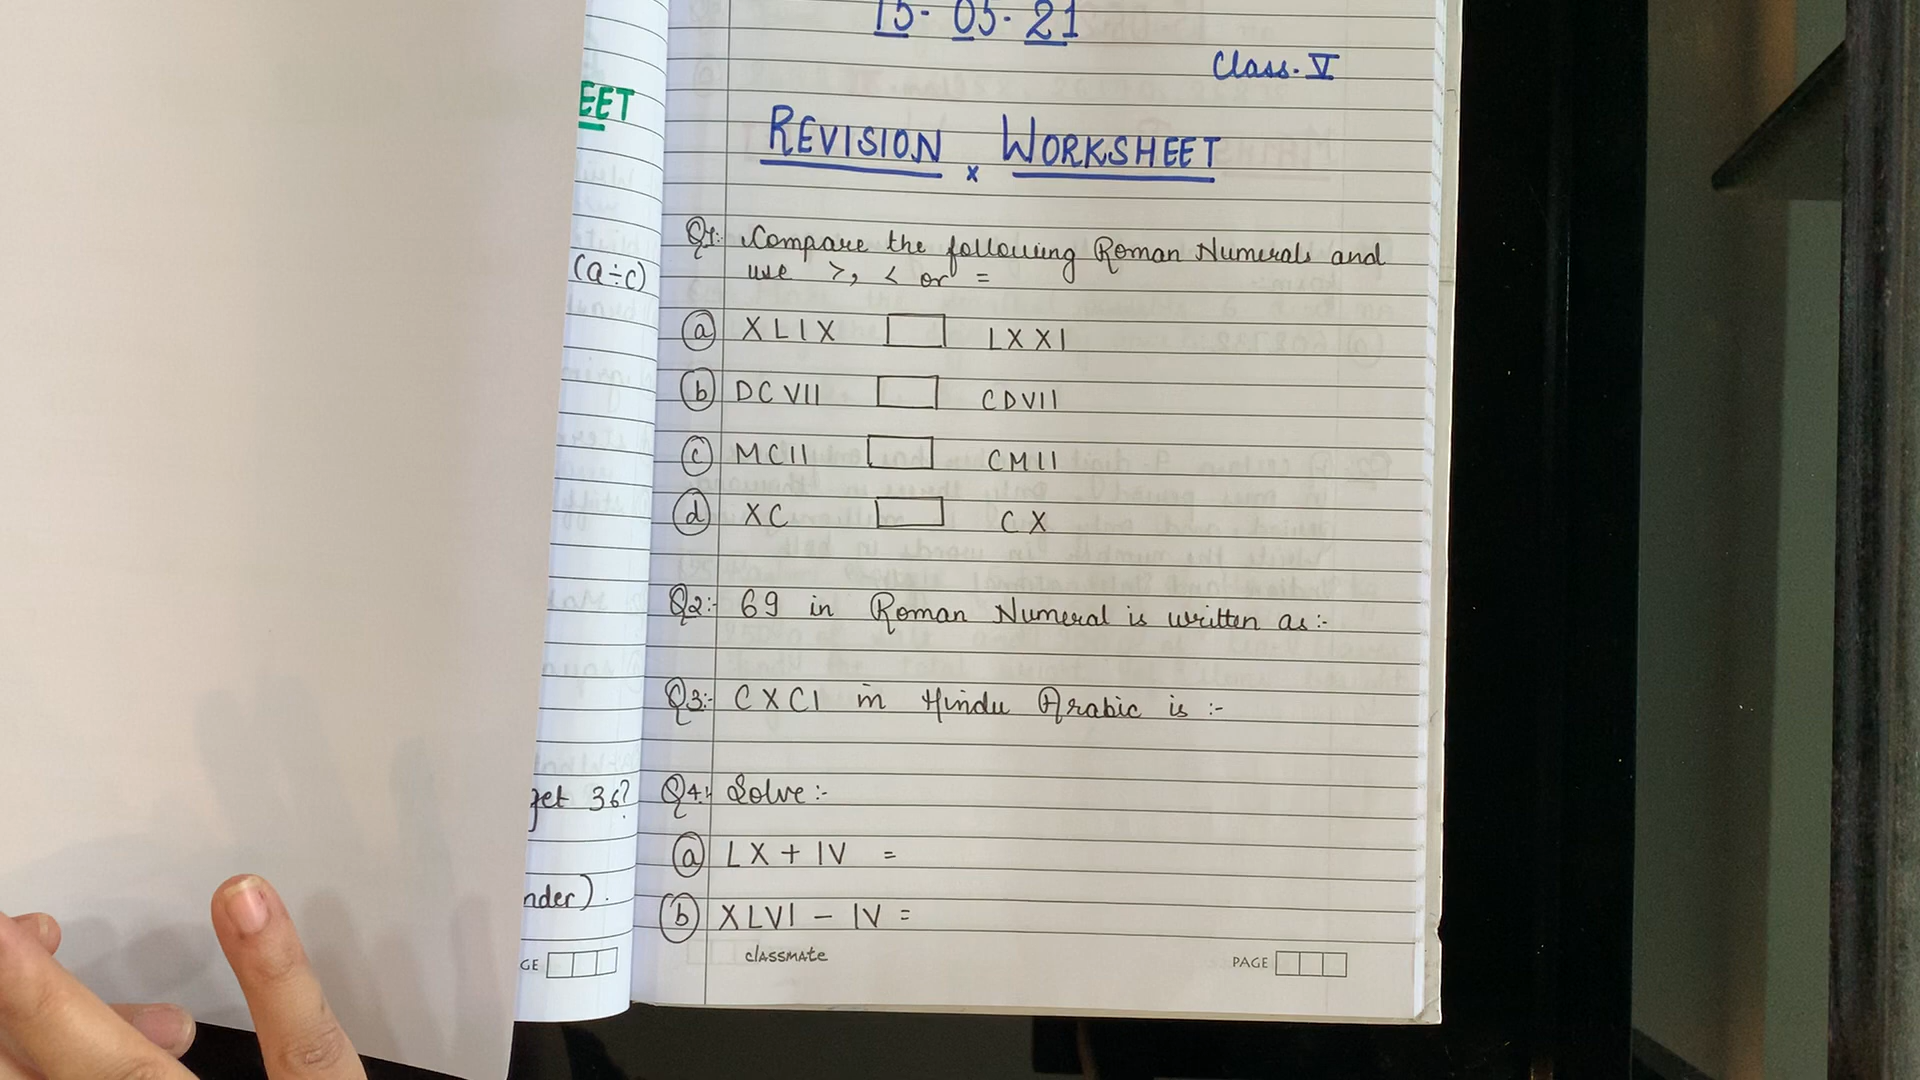 15- 05- 21
Class. V
REVISION x WORKSHEET
Q1:- Compare the following Roman Numerals and
use >, < or =
(a) XLIX LXXI
(b) DCVII CDVII
(c) MCII CMII
(d) XC CX
Q2:- 69 in Roman Numeral is written as:-
Q3:- CXCI in Hindu Arabic is :-
Q4:- Solve :-
(a) LX + IV =
(b) XLVI - IV =
classmate
PAGE
EET
(a÷c)
get 36?
nder).
GE